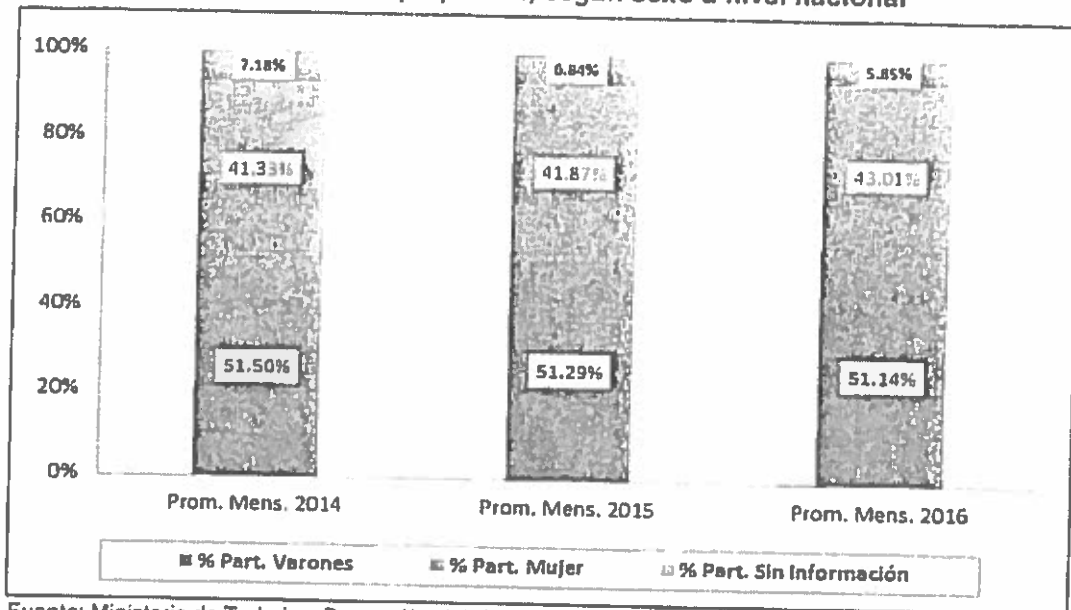 según sexo a nivel nacional
100%
80%
60%
40%
20%
0%
7.18%
6.84%
5.85%
41.33%
41.87%
43.01%
51.50%
51.29%
51.14%
Prom. Mens. 2014
Prom. Mens. 2015
Prom. Mens. 2016
% Part. Varones
% Part. Mujer
% Part. Sin Información
Fuente: Ministerio de Trabajo